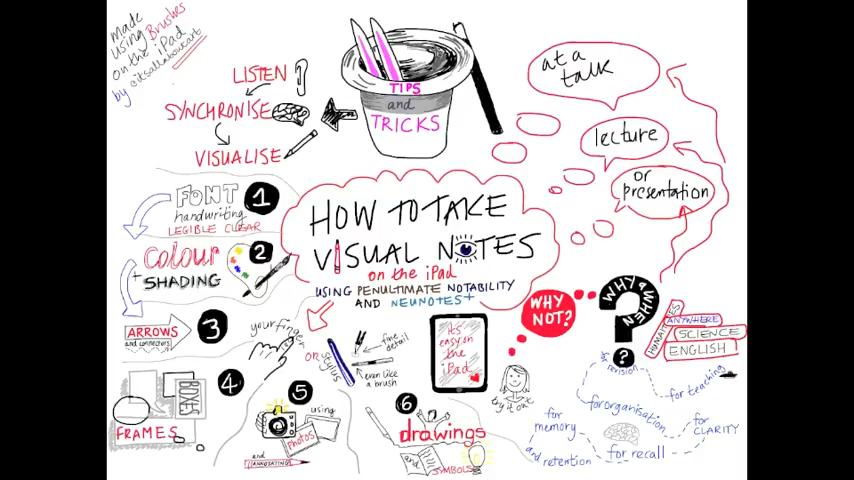 Made
using Brushes
on the iPad
by @itsallaboutart
LISTEN
SYNCHRONISE
VISUALISE
TIPS
and
TRICKS
at a
talk
lecture
or
presentation
FONT 1
handwriting
LEGIBLE CLEAR
Colour 2
+ SHADING
ARROWS 3
and connectors
FRAMES
BOXES
4
HOW TO TAKE
VISUAL NOTES
on the iPad
USING PENULTIMATE NOTABILITY
AND NEUNOTES+
your finger
OR stylus
fine
detail
even like
a brush
5
using
PHOTOS
and
ANNOTATING
6
drawings
and
SYMBOLS
it's
easy on
the
iPad
WHY
NOT?
try it out
WHY WHEN
?
HUMANITIES
ANYWHERE
SCIENCE
ENGLISH
or
revision
for teaching
for organisation
for
CLARITY
for
memory
and retention
for recall